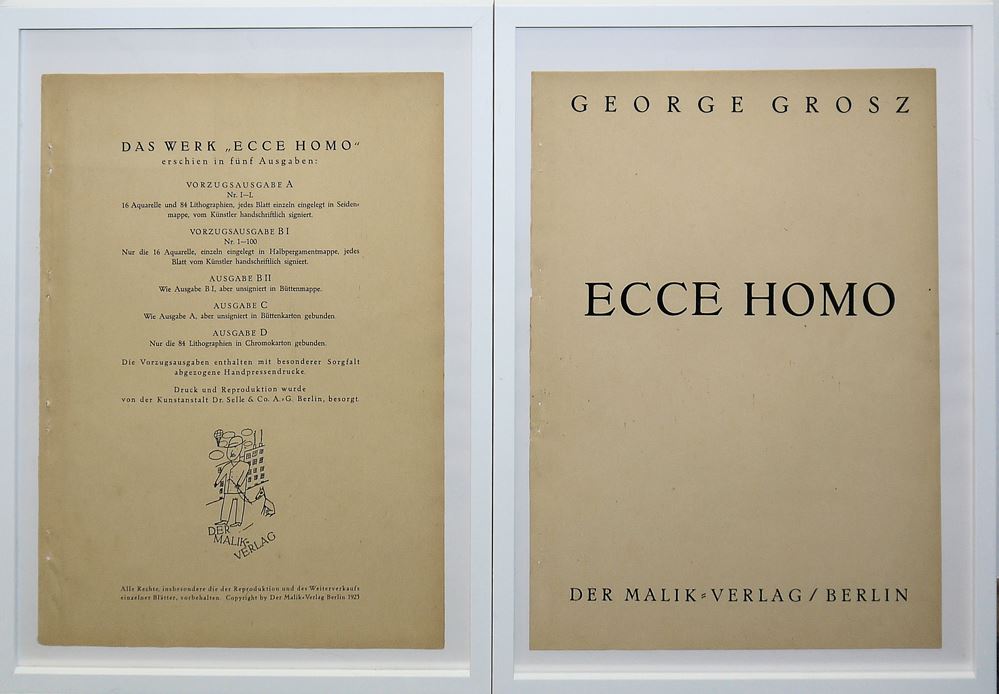 DAS WERK „ECCE HOMO“
erschien in fünf Ausgaben:
VORZUGSAUSGABE A
Nr. I—L
16 Aquarelle und 84 Lithographien, jedes Blatt einzeln eingelegt in Seiden-
mappe, vom Künstler handschriftlich signiert.
VORZUGSAUSGABE B I
Nr. 1—100
Nur die 16 Aquarelle, einzeln eingelegt in Halbpergamentmappe, jedes
Blatt vom Künstler handschriftlich signiert.
AUSGABE B II
Wie Ausgabe B I, aber unsigniert in Büttenmappe.
AUSGABE C
Wie Ausgabe A, aber unsigniert in Büttenkarton gebunden.
AUSGABE D
Nur die 84 Lithographien in Chromokarton gebunden.
Die Vorzugsausgaben enthalten mit besonderer Sorgfalt
abgezogene Handpressendrucke.
Druck und Reproduktion wurde
von der Kunstanstalt Dr. Selle & Co. A.-G. Berlin, besorgt.
DER
MALIK-
VERLAG
Alle Rechte, insbesondere die der Reproduktion und des Weiterverkaufs
einzelner Blätter, vorbehalten. Copyright by Der Malik-Verlag Berlin 1923
GEORGE GROSZ
ECCE HOMO
DER MALIK-VERLAG / BERLIN